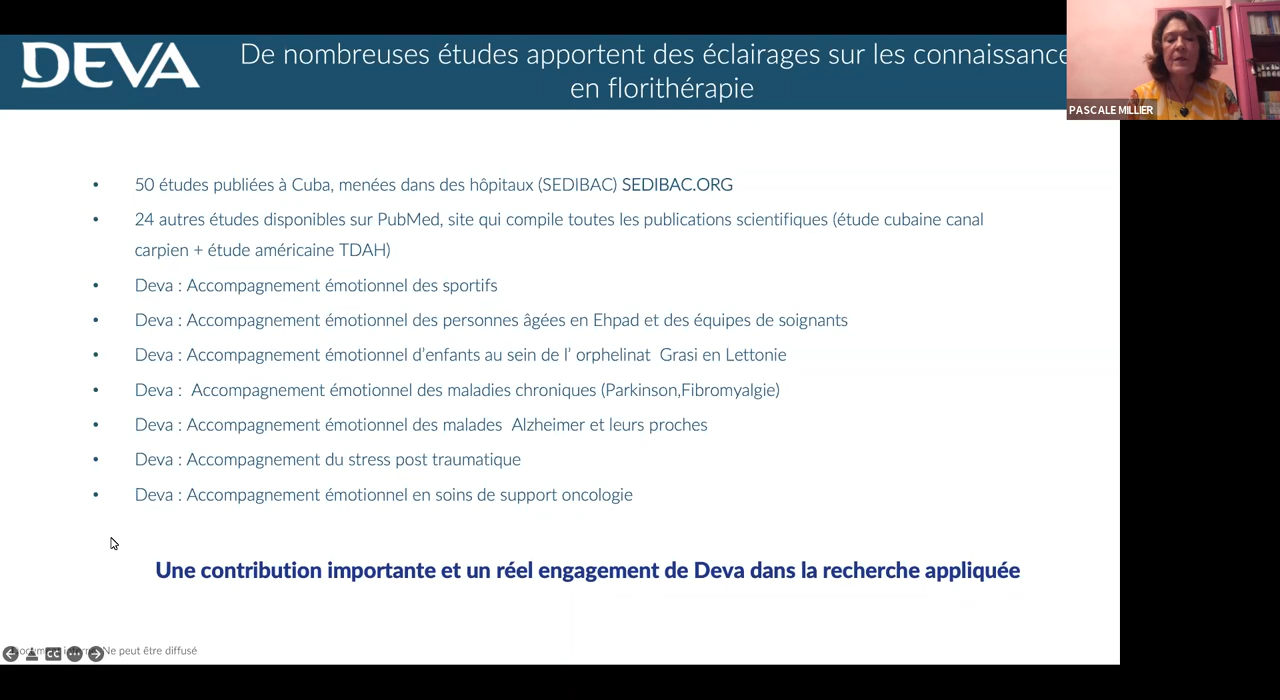 DEVA
De nombreuses études apportent des éclairages sur les connaissance
en florithérapie
PASCALE MILLIER
• 50 études publiées à Cuba, menées dans des hôpitaux (SEDIBAC) SEDIBAC.ORG
• 24 autres études disponibles sur PubMed, site qui compile toutes les publications scientifiques (étude cubaine canal
carpien + étude américaine TDAH)
• Deva : Accompagnement émotionnel des sportifs
• Deva : Accompagnement émotionnel des personnes âgées en Ehpad et des équipes de soignants
• Deva : Accompagnement émotionnel d'enfants au sein de l' orphelinat Grasi en Lettonie
• Deva : Accompagnement émotionnel des maladies chroniques (Parkinson,Fibromyalgie)
• Deva : Accompagnement émotionnel des malades Alzheimer et leurs proches
• Deva : Accompagnement du stress post traumatique
• Deva : Accompagnement émotionnel en soins de support oncologie
Une contribution importante et un réel engagement de Deva dans la recherche appliquée
CC Ne peut être diffusé